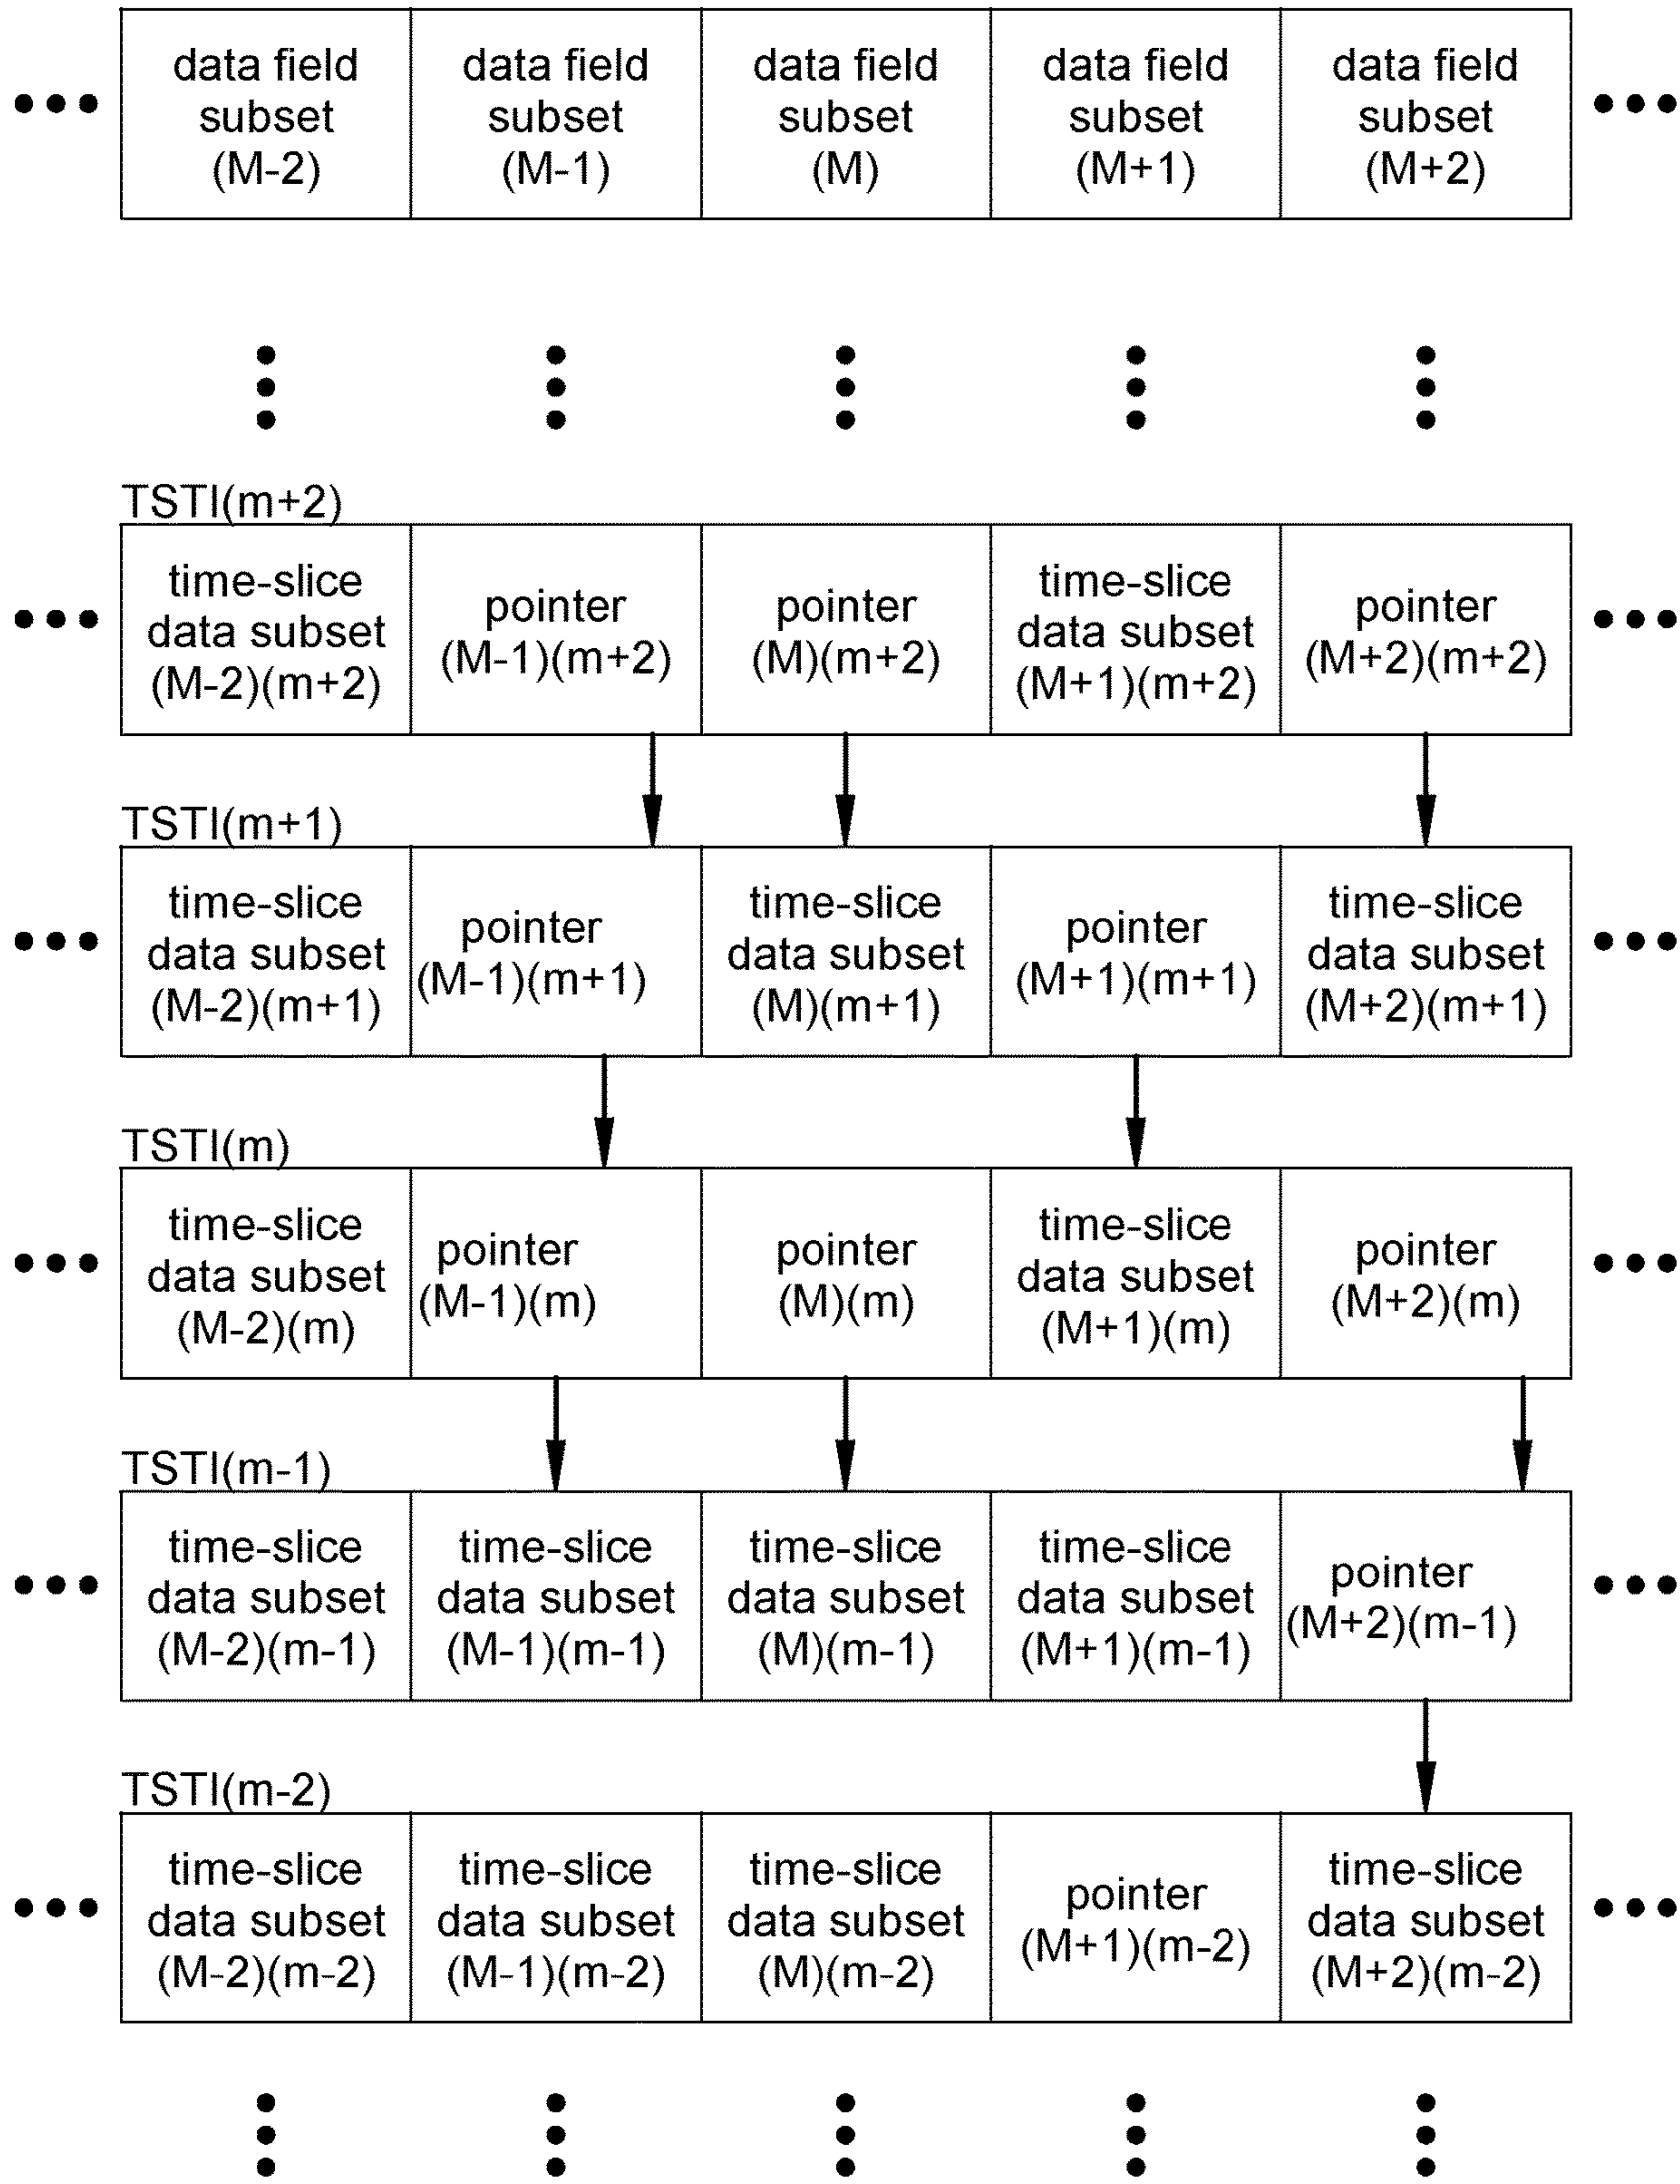 data field
subset
(M-2)
data field
subset
(M-1)
data field
subset
(M)
data field
subset
(M+1)
data field
subset
(M+2)
TSTI(m+2)
time-slice
data subset
(M-2)(m+2)
pointer
(M-1)(m+2)
pointer
(M)(m+2)
time-slice
data subset
(M+1)(m+2)
pointer
(M+2)(m+2)
TSTI(m+1)
time-slice
data subset
(M-2)(m+1)
pointer
(M-1)(m+1)
time-slice
data subset
(M)(m+1)
pointer
(M+1)(m+1)
time-slice
data subset
(M+2)(m+1)
TSTI(m)
time-slice
data subset
(M-2)(m)
pointer
(M-1)(m)
pointer
(M)(m)
time-slice
data subset
(M+1)(m)
pointer
(M+2)(m)
TSTI(m-1)
time-slice
data subset
(M-2)(m-1)
time-slice
data subset
(M-1)(m-1)
time-slice
data subset
(M)(m-1)
time-slice
data subset
(M+1)(m-1)
pointer
(M+2)(m-1)
TSTI(m-2)
time-slice
data subset
(M-2)(m-2)
time-slice
data subset
(M-1)(m-2)
time-slice
data subset
(M)(m-2)
pointer
(M+1)(m-2)
time-slice
data subset
(M+2)(m-2)